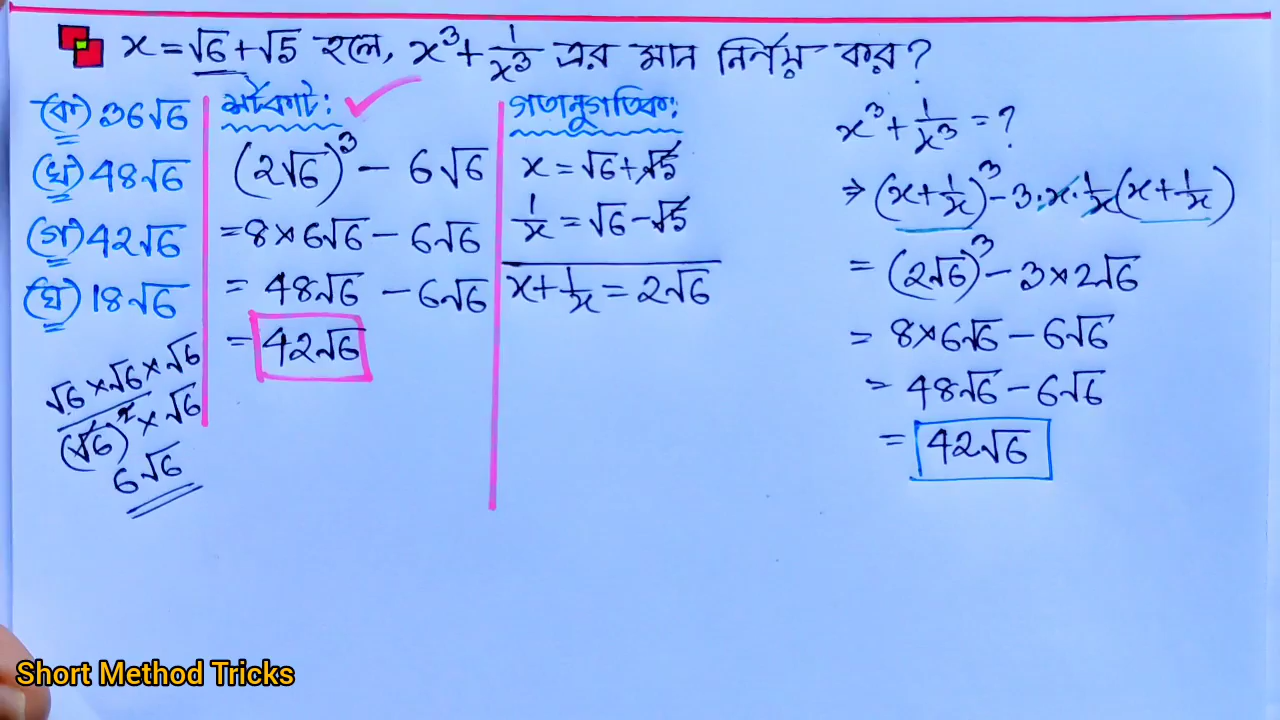 x = √6 + √5 হলে, x³ + 1/x³ এর মান নির্ণয় কর?
(ক) 36√6
(খ) 48√6
(গ) 42√6
(ঘ) 18√6
√6 × √6 × √6
(√6)² × √6
6√6
শর্টকাট:
(2√6)³ - 6√6
= 8 × 6√6 - 6√6
= 48√6 - 6√6
= 42√6
গতানুগতিক:
x = √6 + √5
1/x = √6 - √5
x + 1/x = 2√6
x³ + 1/x³ = ?
⇒ (x + 1/x)³ - 3·x·1/x (x + 1/x)
= (2√6)³ - 3 × 2√6
= 8 × 6√6 - 6√6
= 48√6 - 6√6
= 42√6
Short Method Tricks